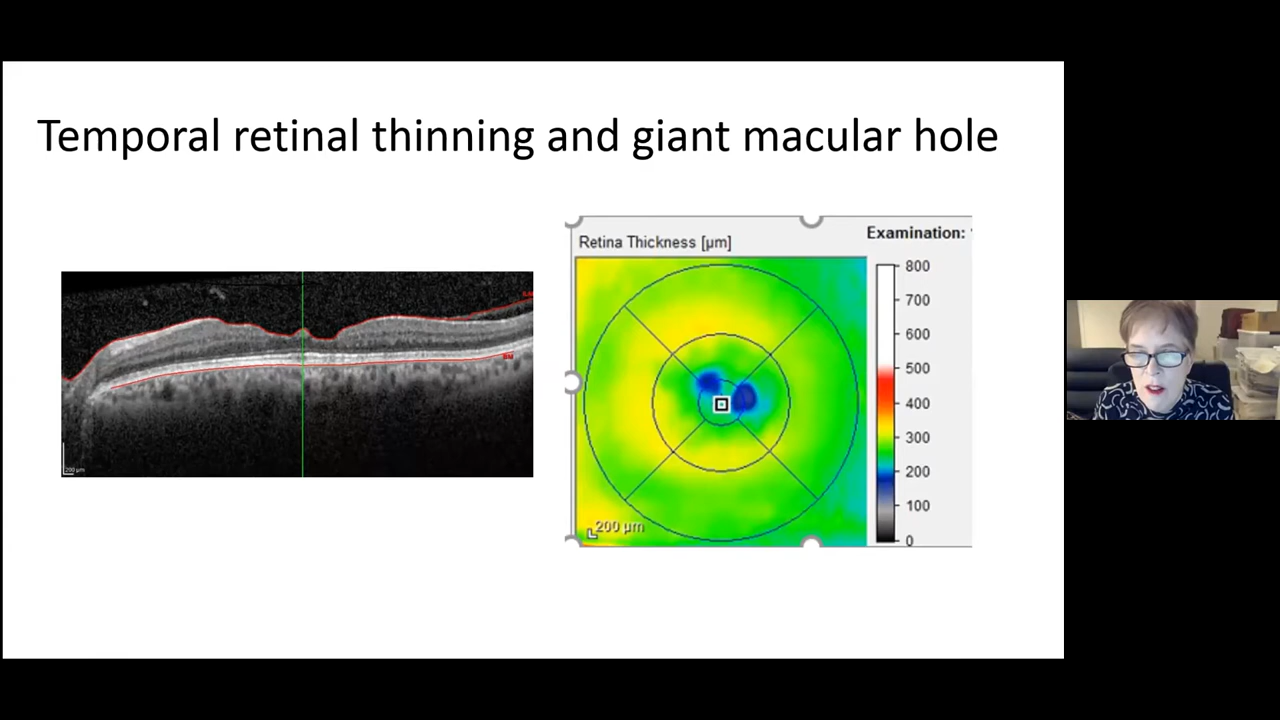 Temporal retinal thinning and giant macular hole
Retina Thickness [µm]
Examination:
800
700
600
500
400
300
200
100
0
200 µm
BM
200 µm